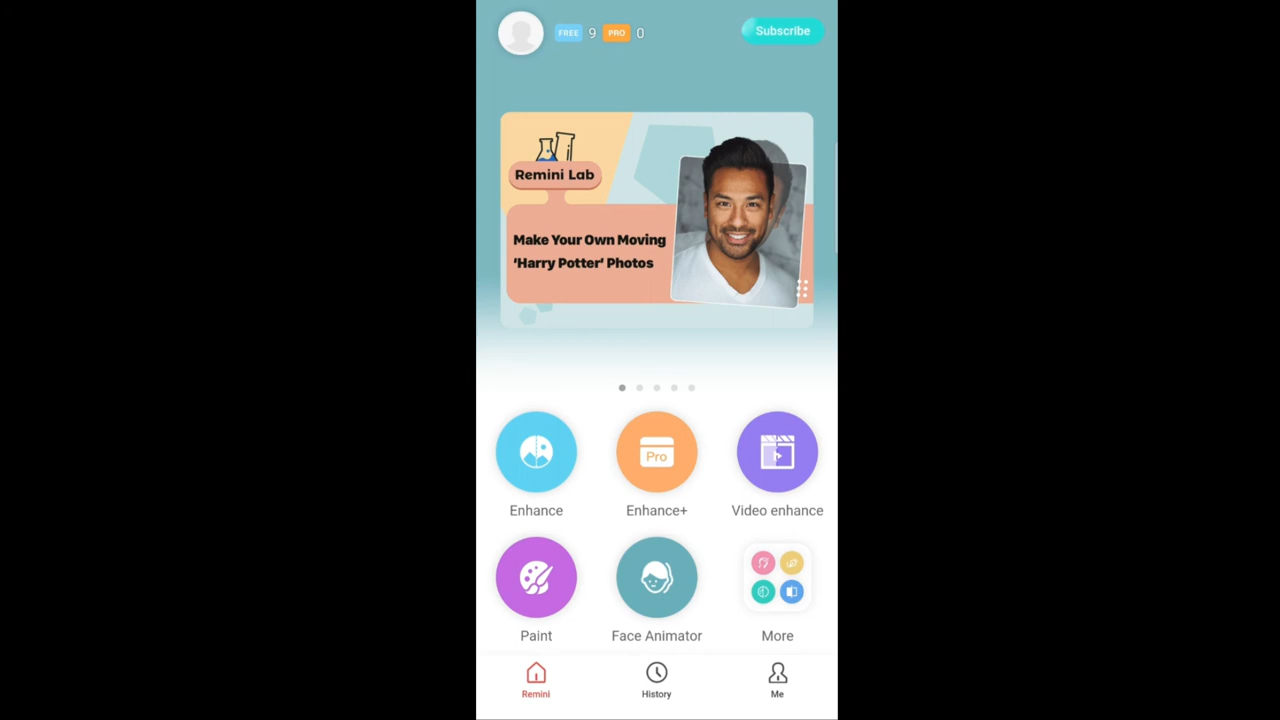 FREE 9 PRO 0
Subscribe
Remini Lab
Make Your Own Moving
'Harry Potter' Photos
Pro
Enhance
Enhance+
Video enhance
Paint
Face Animator
More
Remini
History
Me